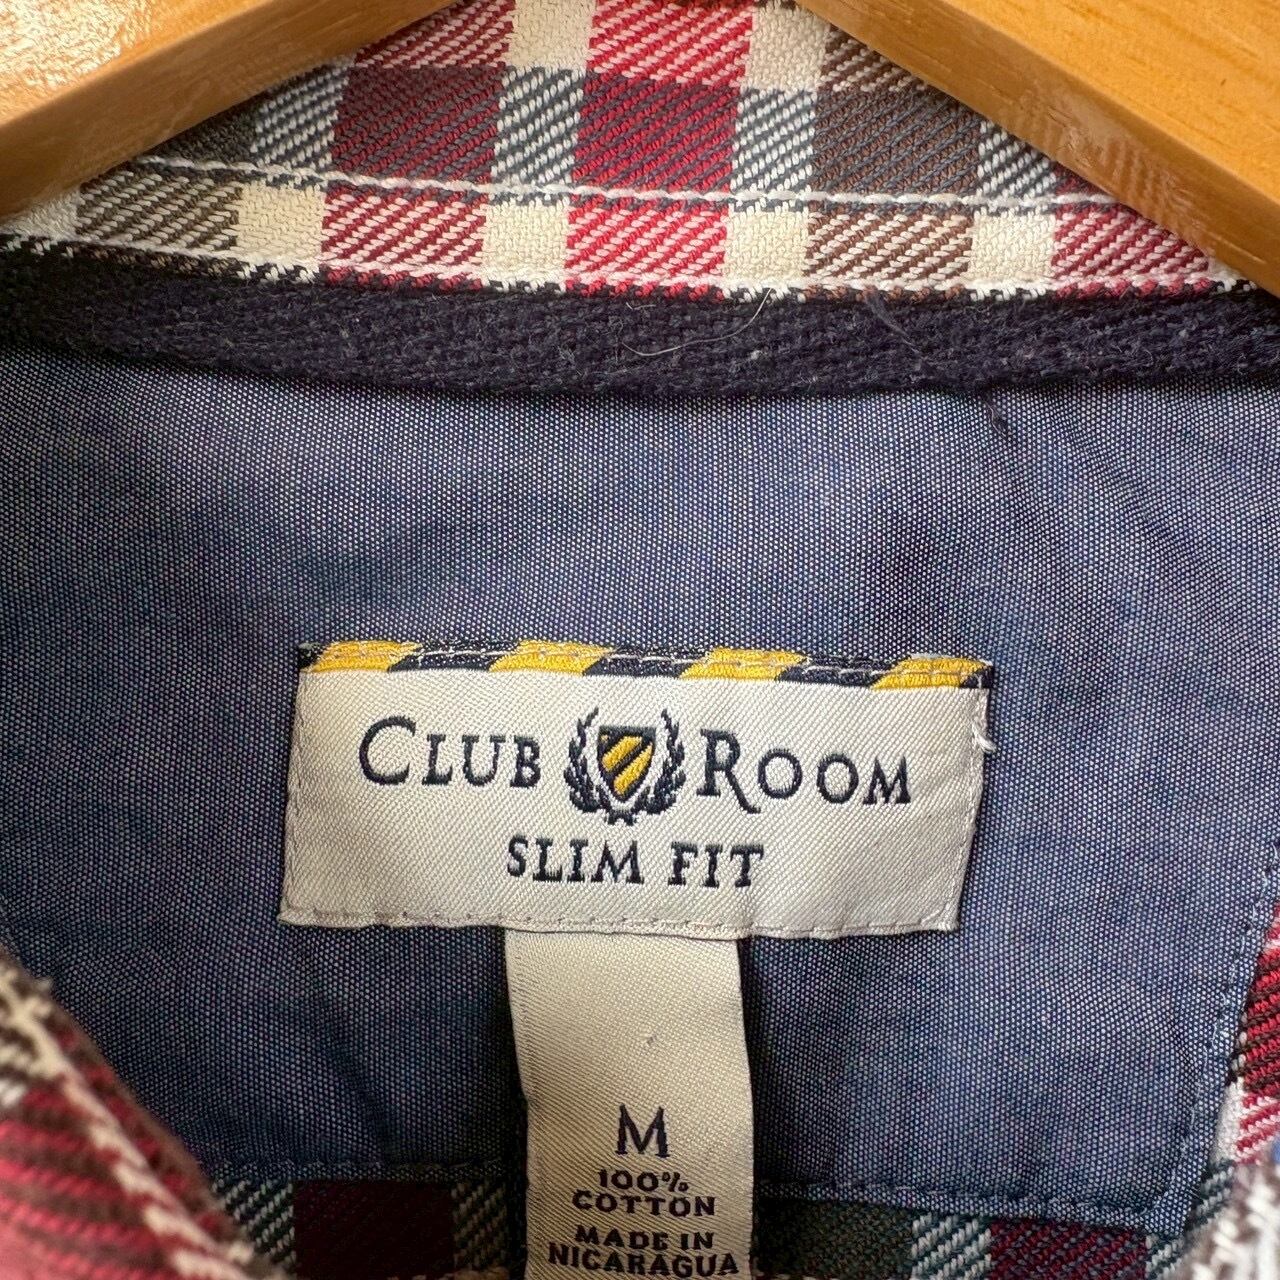 CLUB ROOM
SLIM FIT
M
100%
COTTON
MADE IN
NICARAGUA